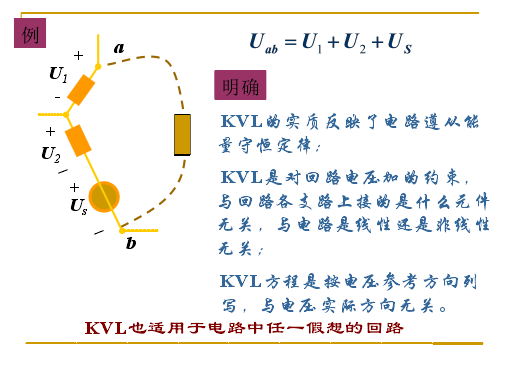 例
a
U1
U2
Us
b
+
-
+
–
+
–
Uab = U1 + U2 + US
明确
KVL的实质反映了电路遵从能
量守恒定律；
KVL是对回路电压加的约束，
与回路各支路上接的是什么元件
无关，与电路是线性还是非线性
无关；
KVL方程是按电压参考方向列
写，与电压实际方向无关。
KVL也适用于电路中任一假想的回路